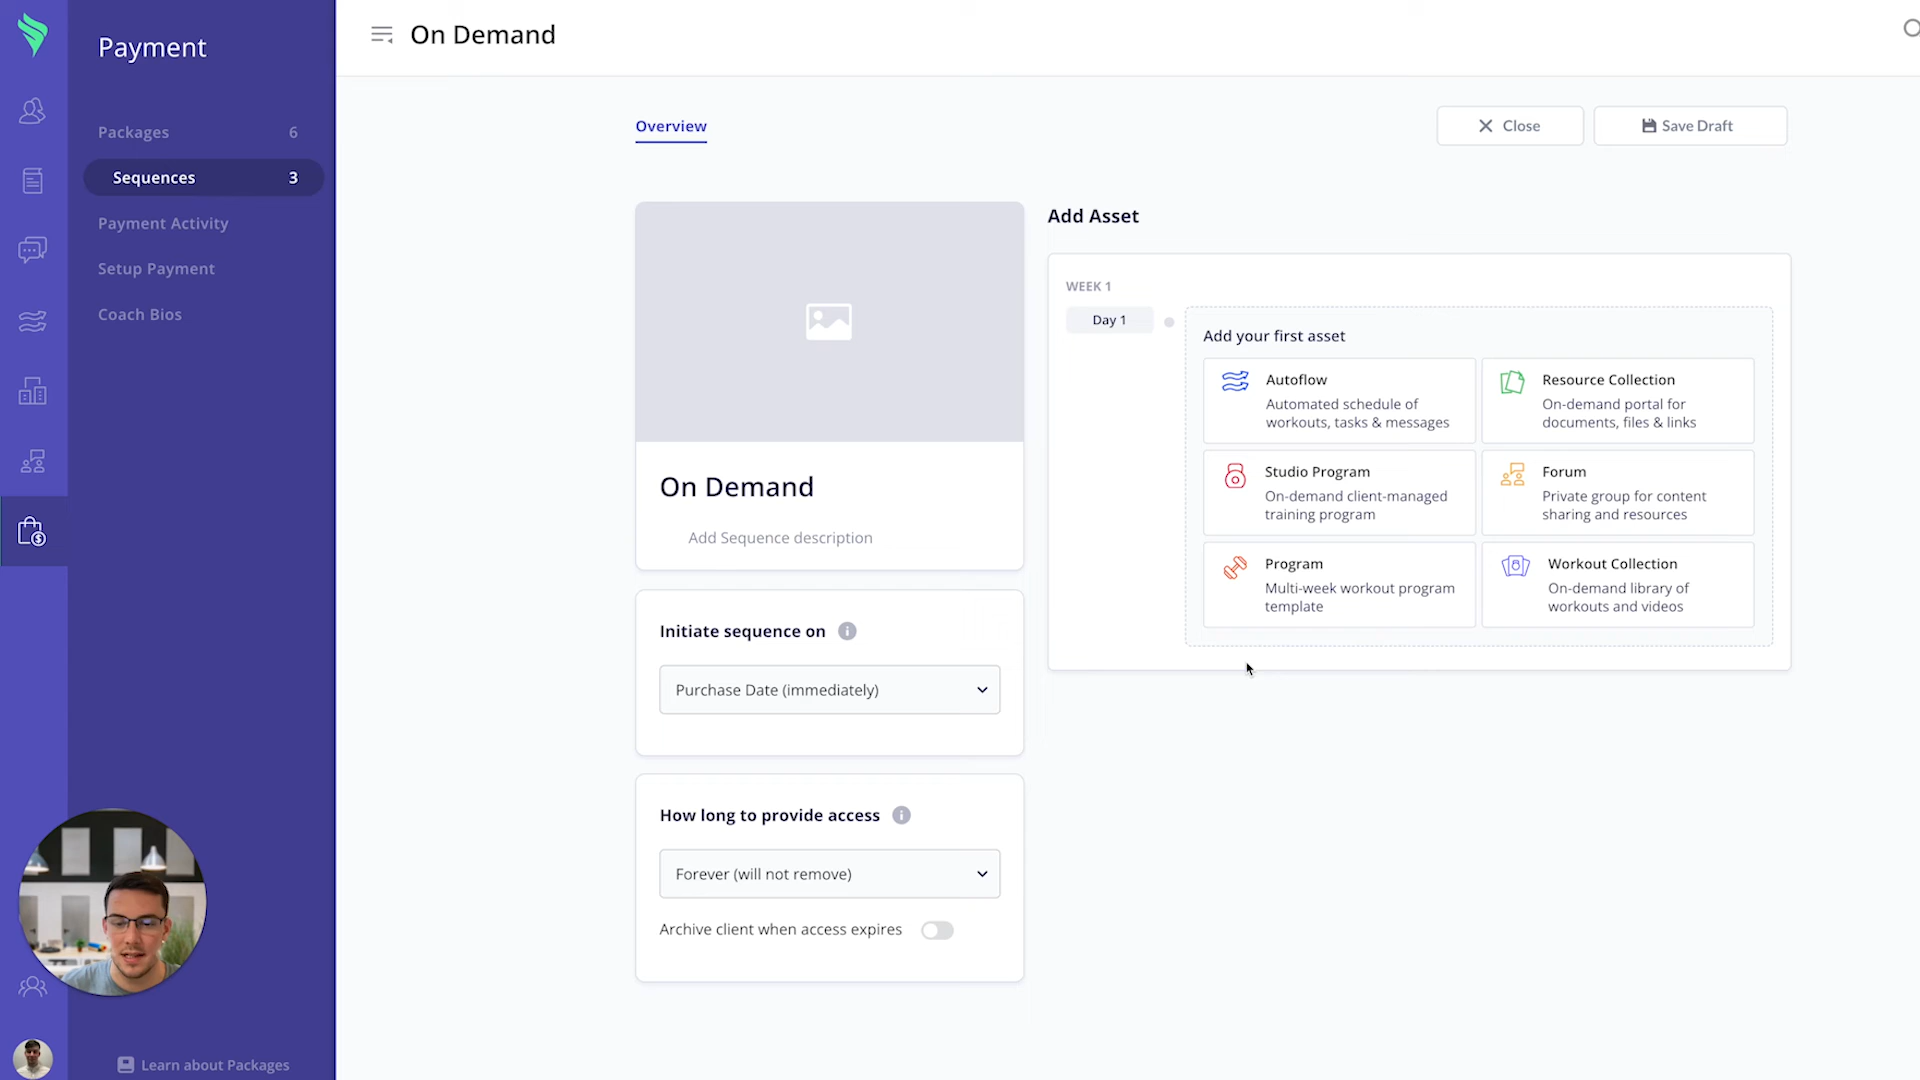 Payment
Packages 6
Sequences 3
Payment Activity
Setup Payment
Coach Bios
Learn about Packages
On Demand
Overview
Close
Save Draft
On Demand
Add Sequence description
Initiate sequence on
Purchase Date (immediately)
How long to provide access
Forever (will not remove)
Archive client when access expires
Add Asset
WEEK 1
Day 1
Add your first asset
Autoflow
Automated schedule of
workouts, tasks & messages
Resource Collection
On-demand portal for
documents, files & links
Studio Program
On-demand client-managed
training program
Forum
Private group for content
sharing and resources
Program
Multi-week workout program
template
Workout Collection
On-demand library of
workouts and videos